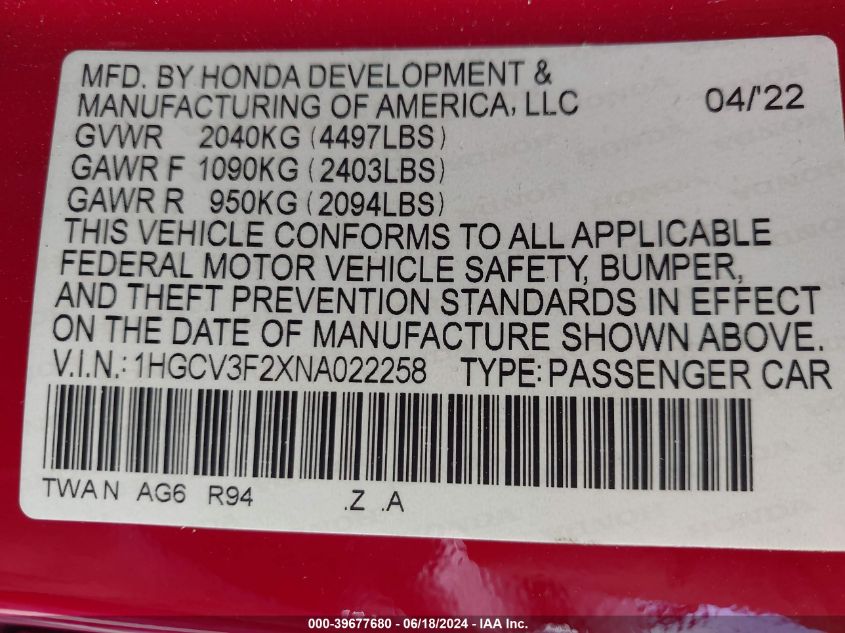 MFD. BY HONDA DEVELOPMENT &
MANUFACTURING OF AMERICA, LLC 04/'22
GVWR 2040KG (4497LBS)
GAWR F 1090KG (2403LBS)
GAWR R 950KG (2094LBS)
THIS VEHICLE CONFORMS TO ALL APPLICABLE
FEDERAL MOTOR VEHICLE SAFETY, BUMPER,
AND THEFT PREVENTION STANDARDS IN EFFECT
ON THE DATE OF MANUFACTURE SHOWN ABOVE.
V.I.N.: 1HGCV3F2XNA022258 TYPE: PASSENGER CAR
TWAN AG6 R94 .Z .A
000-39677680 - 06/18/2024 - IAA Inc.